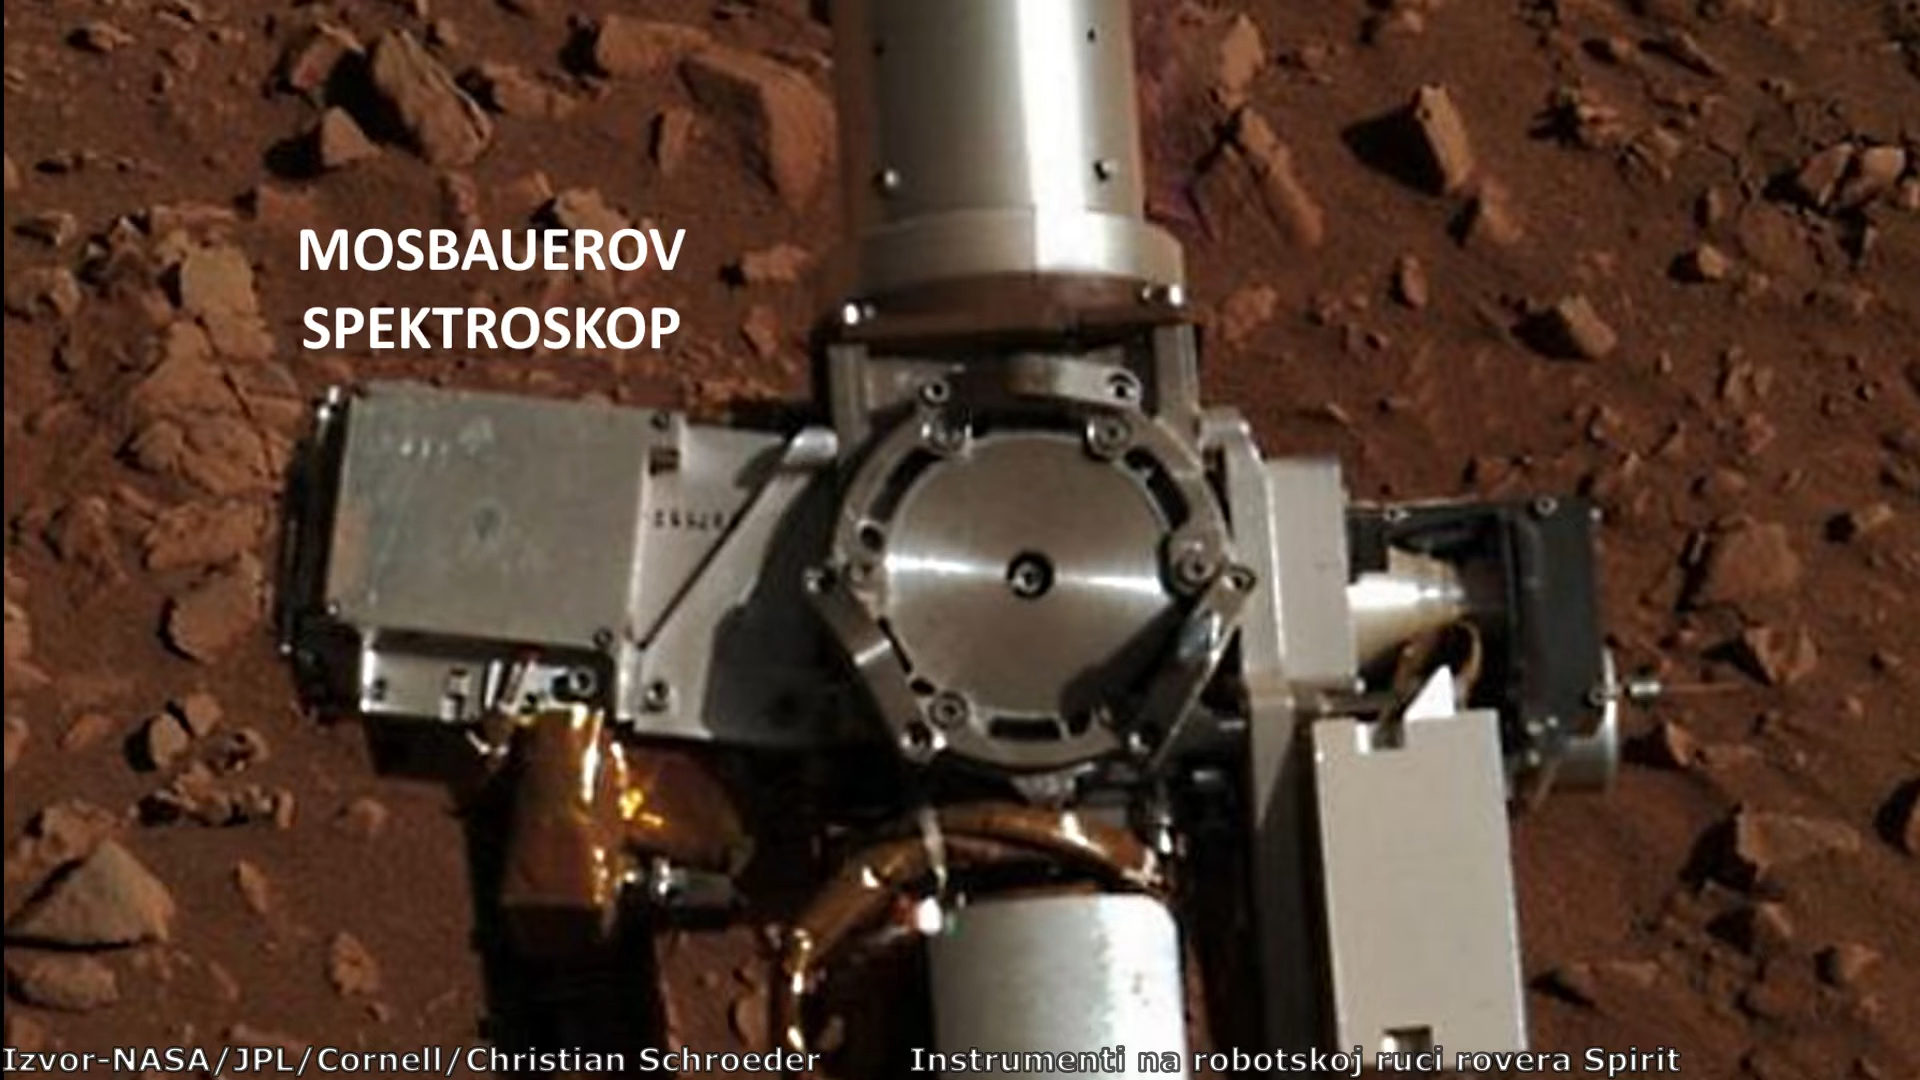 MOSBAUEROV
SPEKTROSKOP
Izvor-NASA/JPL/Cornell/Christian Schroeder
Instrumenti na robotskoj ruci rovera Spirit